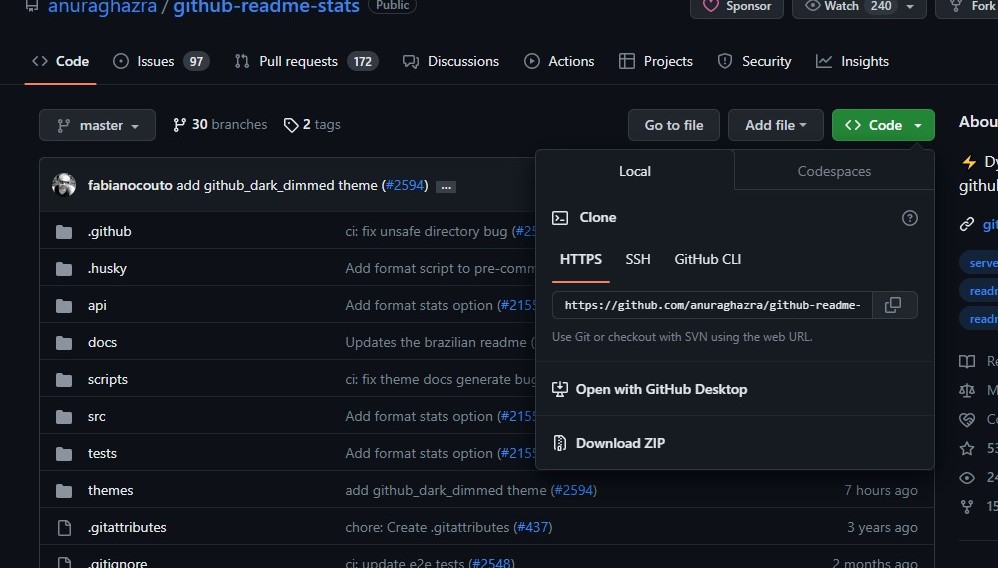 anuraghazra / github-readme-stats Public Sponsor Watch 240 Fork
Code Issues 97 Pull requests 172 Discussions Actions Projects Security Insights
master 30 branches 2 tags Go to file Add file Code
Abou
fabianocouto add github_dark_dimmed theme (#2594) ...
Local Codespaces
Clone
HTTPS SSH GitHub CLI
https://github.com/anuraghazra/github-readme-
Use Git or checkout with SVN using the web URL.
Open with GitHub Desktop
Download ZIP
.github ci: fix unsafe directory bug (#25
.husky Add format script to pre-comm
api Add format stats option (#2155
docs Updates the brazilian readme (
scripts ci: fix theme docs generate bug
src Add format stats option (#2155
tests Add format stats option (#2155
themes add github_dark_dimmed theme (#2594) 7 hours ago
.gitattributes chore: Create .gitattributes (#437) 3 years ago
.gitignore ci: update e2e tests (#2548) 2 months ago
Dy
github
git
serve
readm
readm
Re
M
Co
53
24
15